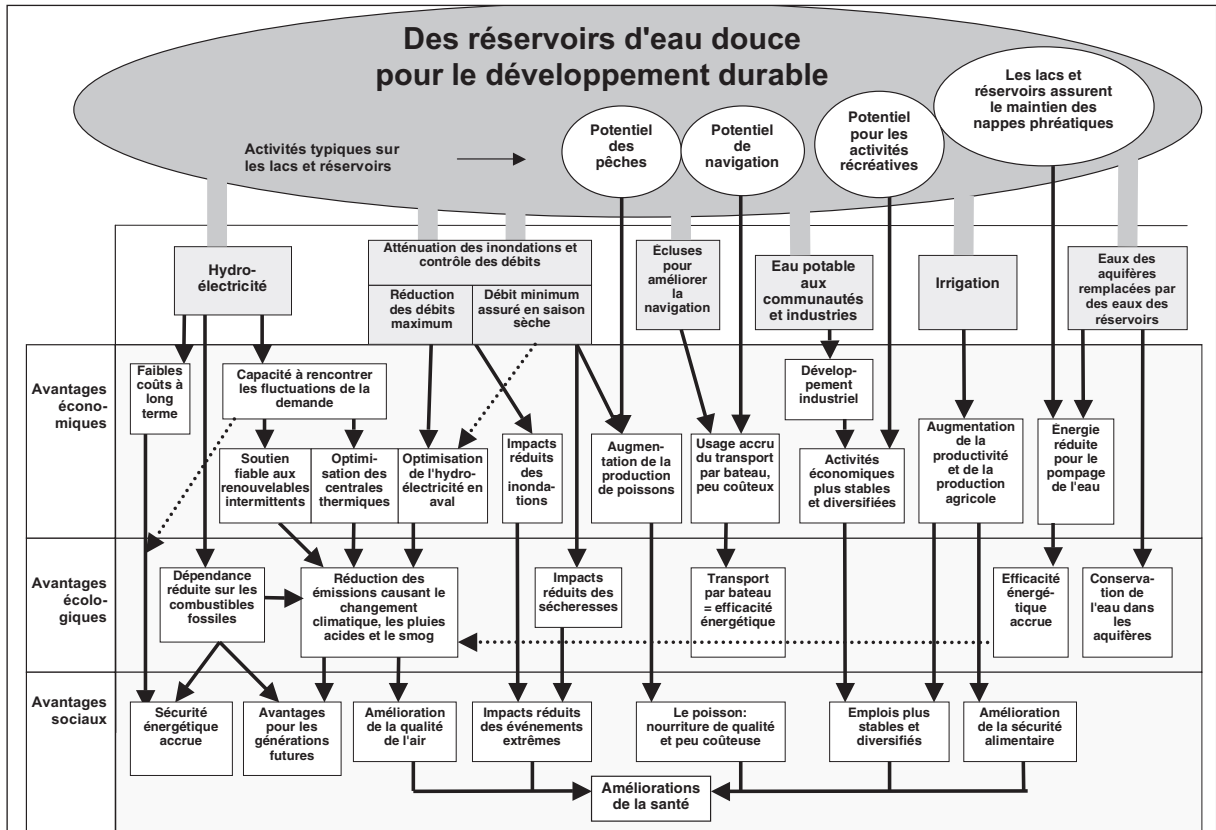 Des réservoirs d'eau douce
pour le développement durable
Activités typiques sur
les lacs et réservoirs
Potentiel
des
pêches
Potentiel
de
navigation
Potentiel
pour les
activités
récréatives
Les lacs et
réservoirs assurent
le maintien des
nappes phréatiques
Hydro-
électricité
Atténuation des inondations et
contrôle des débits
Réduction
des débits
maximum
Débit minimum
assuré en saison
sèche
Écluses
pour
améliorer
la
navigation
Eau potable
aux
communautés
et industries
Irrigation
Eaux des
aquifères
remplacées par
des eaux des
réservoirs
Avantages
écono-
miques
Faibles
coûts à
long
terme
Capacité à rencontrer
les fluctuations de la
demande
Dévelop-
pement
industriel
Soutien
fiable aux
renouvelables
intermittents
Optimi-
sation des
centrales
thermiques
Optimisation
de l'hydro-
électricité en
aval
Impacts
réduits
des
inonda-
tions
Augmen-
tation de la
production
de poissons
Usage accru
du transport
par bateau,
peu coûteux
Activités
économiques
plus stables
et diversifiées
Augmentation
de la
productivité
et de la
production
agricole
Énergie
réduite
pour le
pompage
de l'eau
Avantages
écolo-
giques
Dépendance
réduite sur les
combustibles
fossiles
Réduction des
émissions causant le
changement
climatique, les pluies
acides et le smog
Impacts
réduits des
sécheresses
Transport
par bateau
= efficacité
énergétique
Efficacité
énergé-
tique
accrue
Conserva-
tion de
l'eau dans
les
aquifères
Avantages
sociaux
Sécurité
énergétique
accrue
Avantages
pour les
générations
futures
Amélioration
de la qualité
de l'air
Impacts réduits
des événements
extrêmes
Le poisson:
nourriture de qualité
et peu coûteuse
Emplois plus
stables et
diversifiés
Amélioration
de la sécurité
alimentaire
Améliorations
de la santé